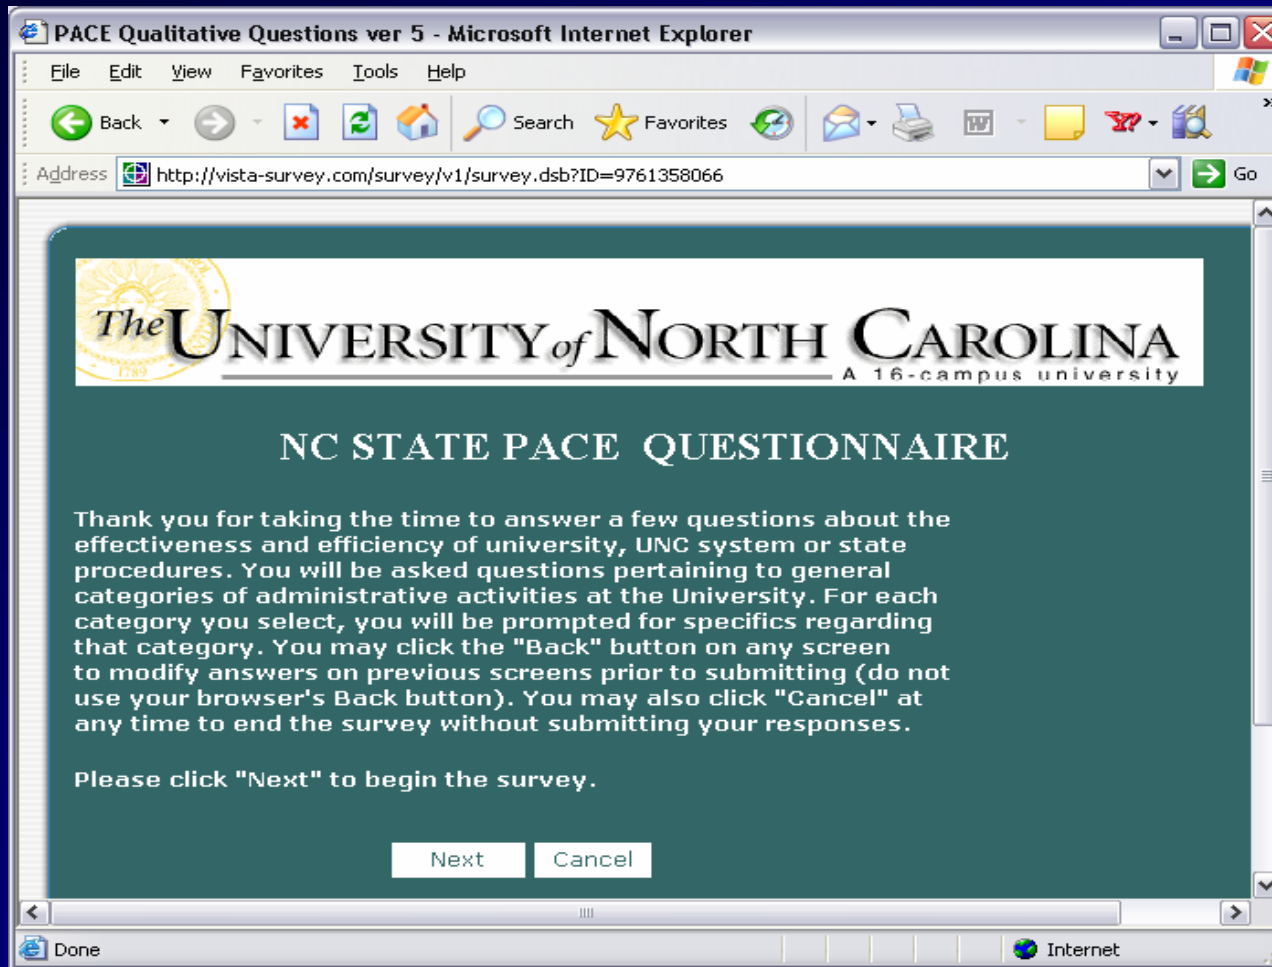 PACE Qualitative Questions ver 5 - Microsoft Internet Explorer
File Edit View Favorites Tools Help
Back Search Favorites
Address http://vista-survey.com/survey/v1/survey.dsb?ID=9761358066 Go
The UNIVERSITY of NORTH CAROLINA
1789
A 16-campus university
NC STATE PACE QUESTIONNAIRE
Thank you for taking the time to answer a few questions about the
effectiveness and efficiency of university, UNC system or state
procedures. You will be asked questions pertaining to general
categories of administrative activities at the University. For each
category you select, you will be prompted for specifics regarding
that category. You may click the "Back" button on any screen
to modify answers on previous screens prior to submitting (do not
use your browser's Back button). You may also click "Cancel" at
any time to end the survey without submitting your responses.
Please click "Next" to begin the survey.
Next Cancel
Done Internet